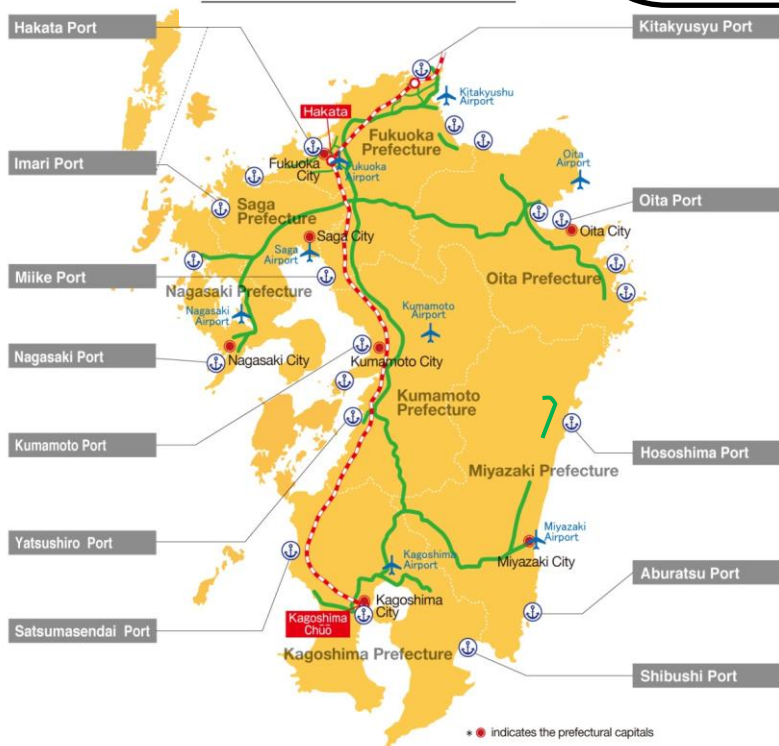 Hakata Port
Kitakyusyu Port
Kitakyushu
Airport
Hakata
Fukuoka
Prefecture
Fukuoka
City
Fukuoka
Airport
Oita
Airport
Imari Port
Saga
Prefecture
Oita Port
Saga City
Oita City
Saga
Airport
Miike Port
Oita Prefecture
Nagasaki Prefecture
Nagasaki
Airport
Kumamoto
Airport
Nagasaki Port
Nagasaki City
Kumamoto City
Kumamoto
Prefecture
Kumamoto Port
Hososhima Port
Miyazaki Prefecture
Yatsushiro Port
Miyazaki
Airport
Miyazaki City
Kagoshima
Airport
Aburatsu Port
Kagoshima
City
Satsumasendai Port
Kagoshima
Chūō
Kagoshima Prefecture
Shibushi Port
* indicates the prefectural capitals